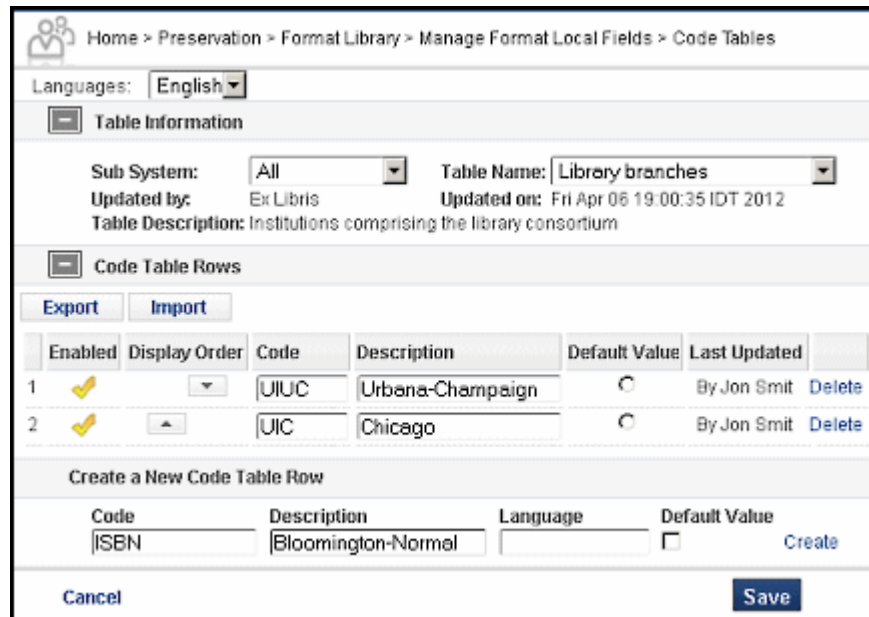 Home > Preservation > Format Library > Manage Format Local Fields > Code Tables
Languages: English
Table Information
Sub System: All Table Name: Library branches
Updated by: Ex Libris Updated on: Fri Apr 06 19:00:35 IDT 2012
Table Description: Institutions comprising the library consortium
Code Table Rows
Export Import
Enabled Display Order Code Description Default Value Last Updated
1 UIUC Urbana-Champaign By Jon Smit Delete
2 UIC Chicago By Jon Smit Delete
Create a New Code Table Row
Code Description Language Default Value
ISBN Bloomington-Normal Create
Cancel Save